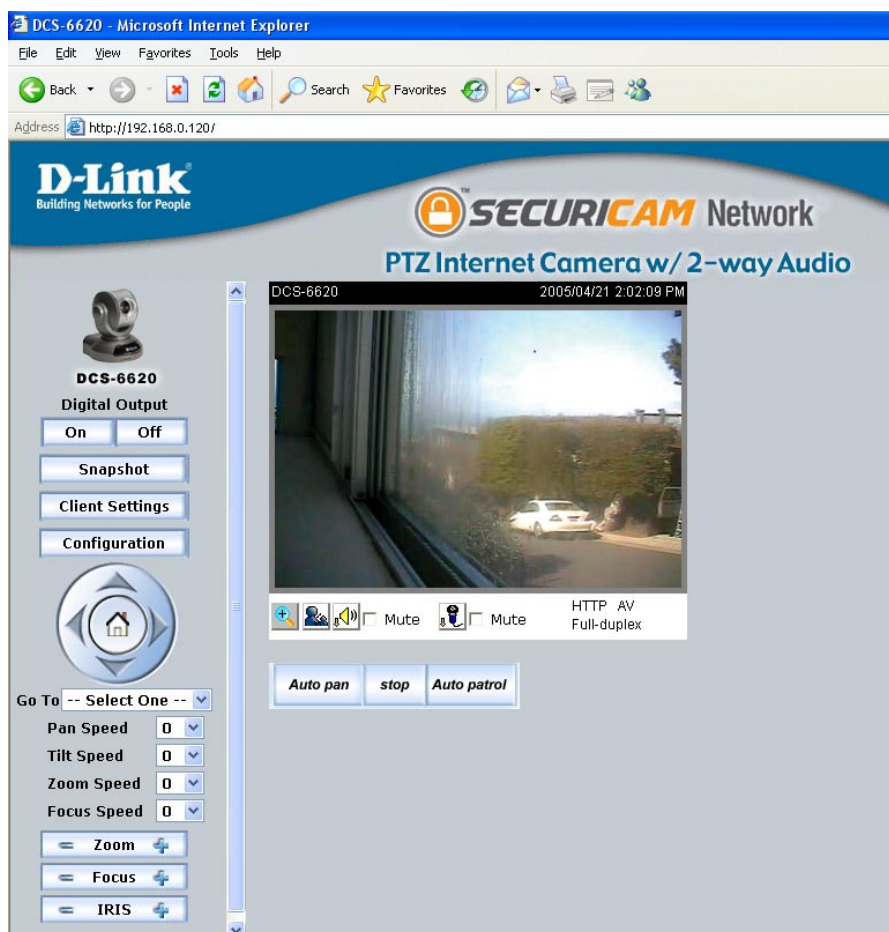 DCS-6620 - Microsoft Internet Explorer
File Edit View Favorites Tools Help
Back Search Favorites
Address http://192.168.0.120/
D-Link®
Building Networks for People
SECURICAM™ Network
PTZ Internet Camera w/ 2-way Audio
DCS-6620 2005/04/21 2:02:09 PM
DCS-6620
Digital Output
On Off
Snapshot
Client Settings
Configuration
Mute Mute HTTP AV
Full-duplex
Auto pan stop Auto patrol
Go To -- Select One --
Pan Speed 0
Tilt Speed 0
Zoom Speed 0
Focus Speed 0
Zoom
Focus
IRIS